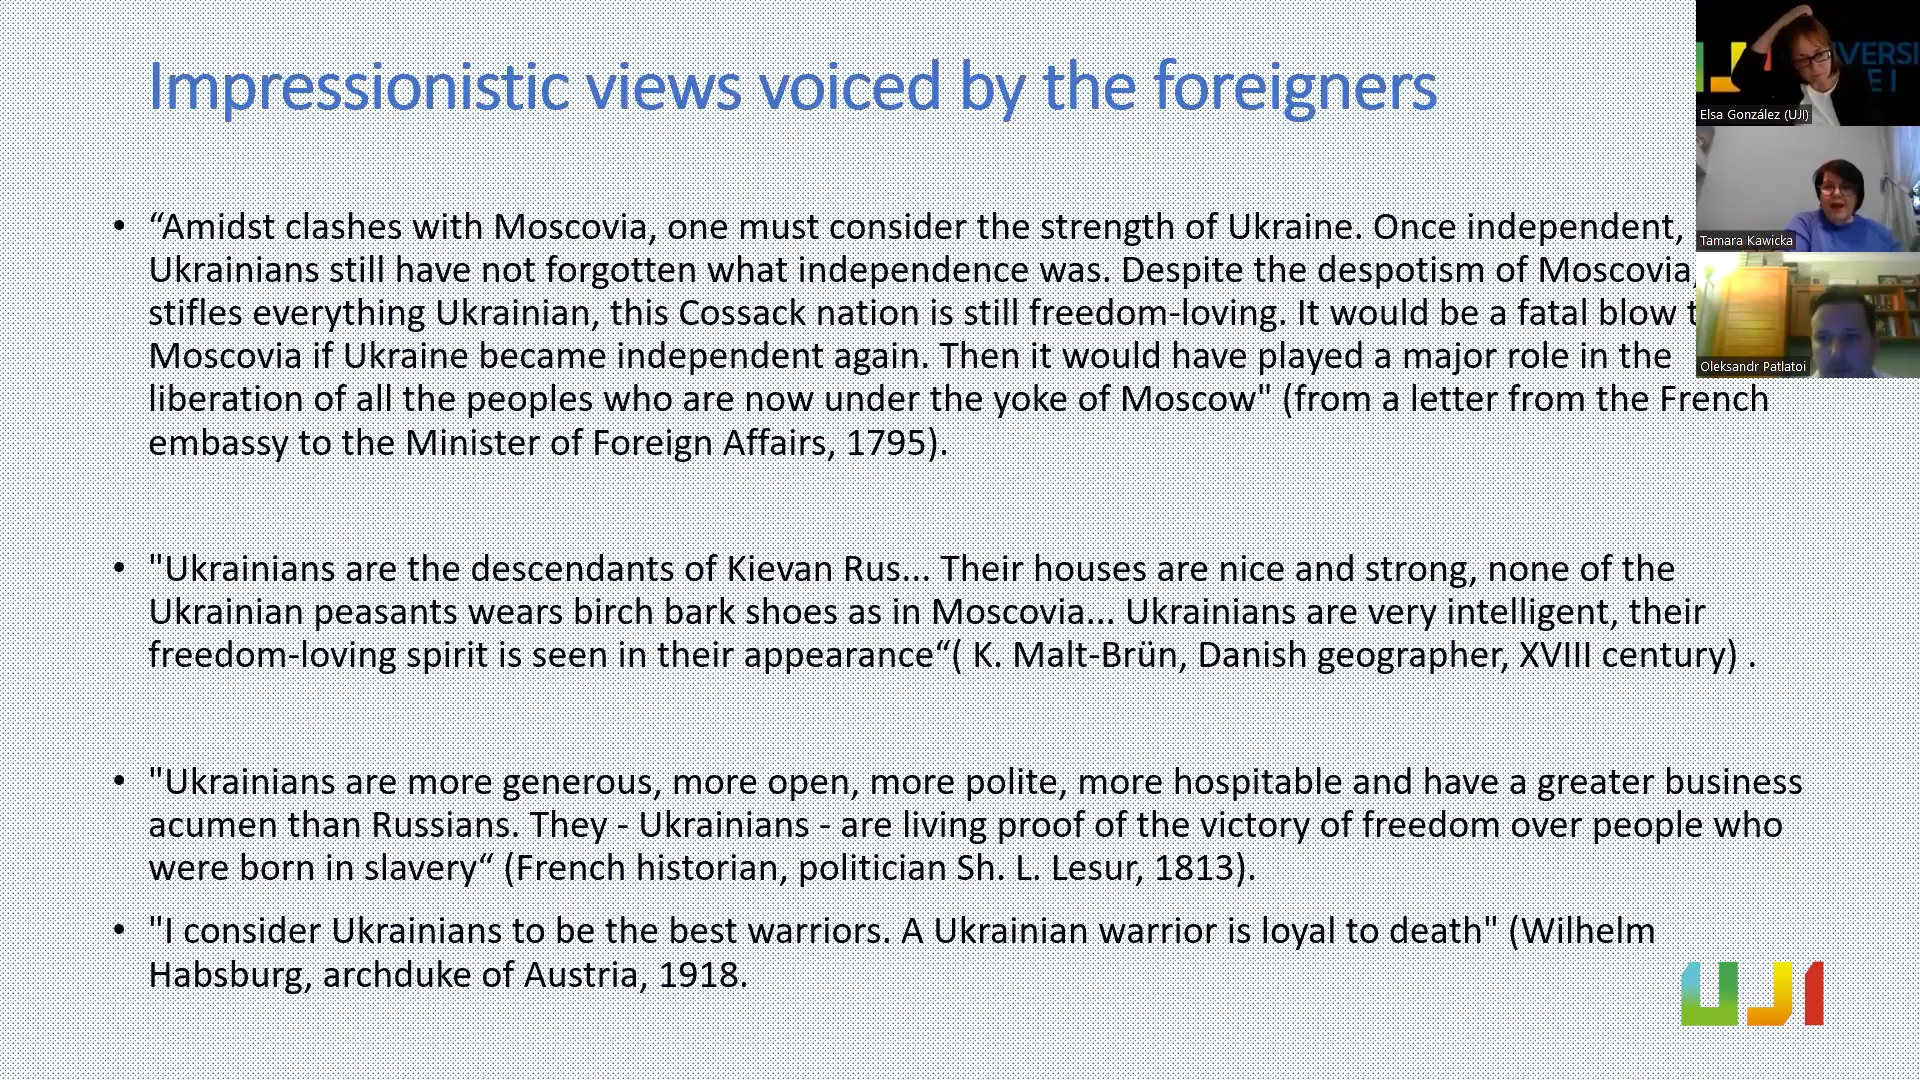 Impressionistic views voiced by the foreigners
• “Amidst clashes with Moscovia, one must consider the strength of Ukraine. Once independent,
Ukrainians still have not forgotten what independence was. Despite the despotism of Moscovia,
stifles everything Ukrainian, this Cossack nation is still freedom-loving. It would be a fatal blow
Moscovia if Ukraine became independent again. Then it would have played a major role in the
liberation of all the peoples who are now under the yoke of Moscow" (from a letter from the French
embassy to the Minister of Foreign Affairs, 1795).
• "Ukrainians are the descendants of Kievan Rus... Their houses are nice and strong, none of the
Ukrainian peasants wears birch bark shoes as in Moscovia... Ukrainians are very intelligent, their
freedom-loving spirit is seen in their appearance“( K. Malt-Brün, Danish geographer, XVIII century) .
• "Ukrainians are more generous, more open, more polite, more hospitable and have a greater business
acumen than Russians. They - Ukrainians - are living proof of the victory of freedom over people who
were born in slavery“ (French historian, politician Sh. L. Lesur, 1813).
• "I consider Ukrainians to be the best warriors. A Ukrainian warrior is loyal to death" (Wilhelm
Habsburg, archduke of Austria, 1918.
UJI
Elsa González (UJI)
Tamara Kawicka
Oleksandr Patlatoi